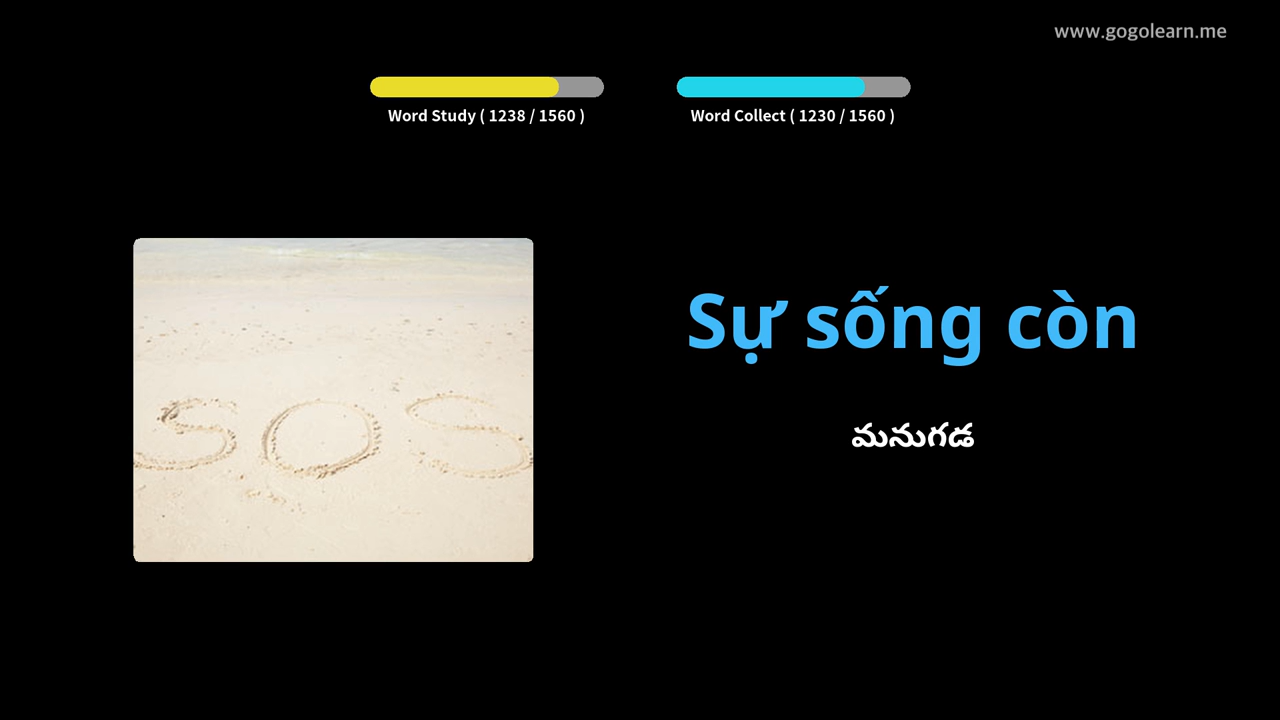 www.gogolearn.me
Word Study ( 1238 / 1560 )
Word Collect ( 1230 / 1560 )
Sự sống còn
మనుగడ
SOS